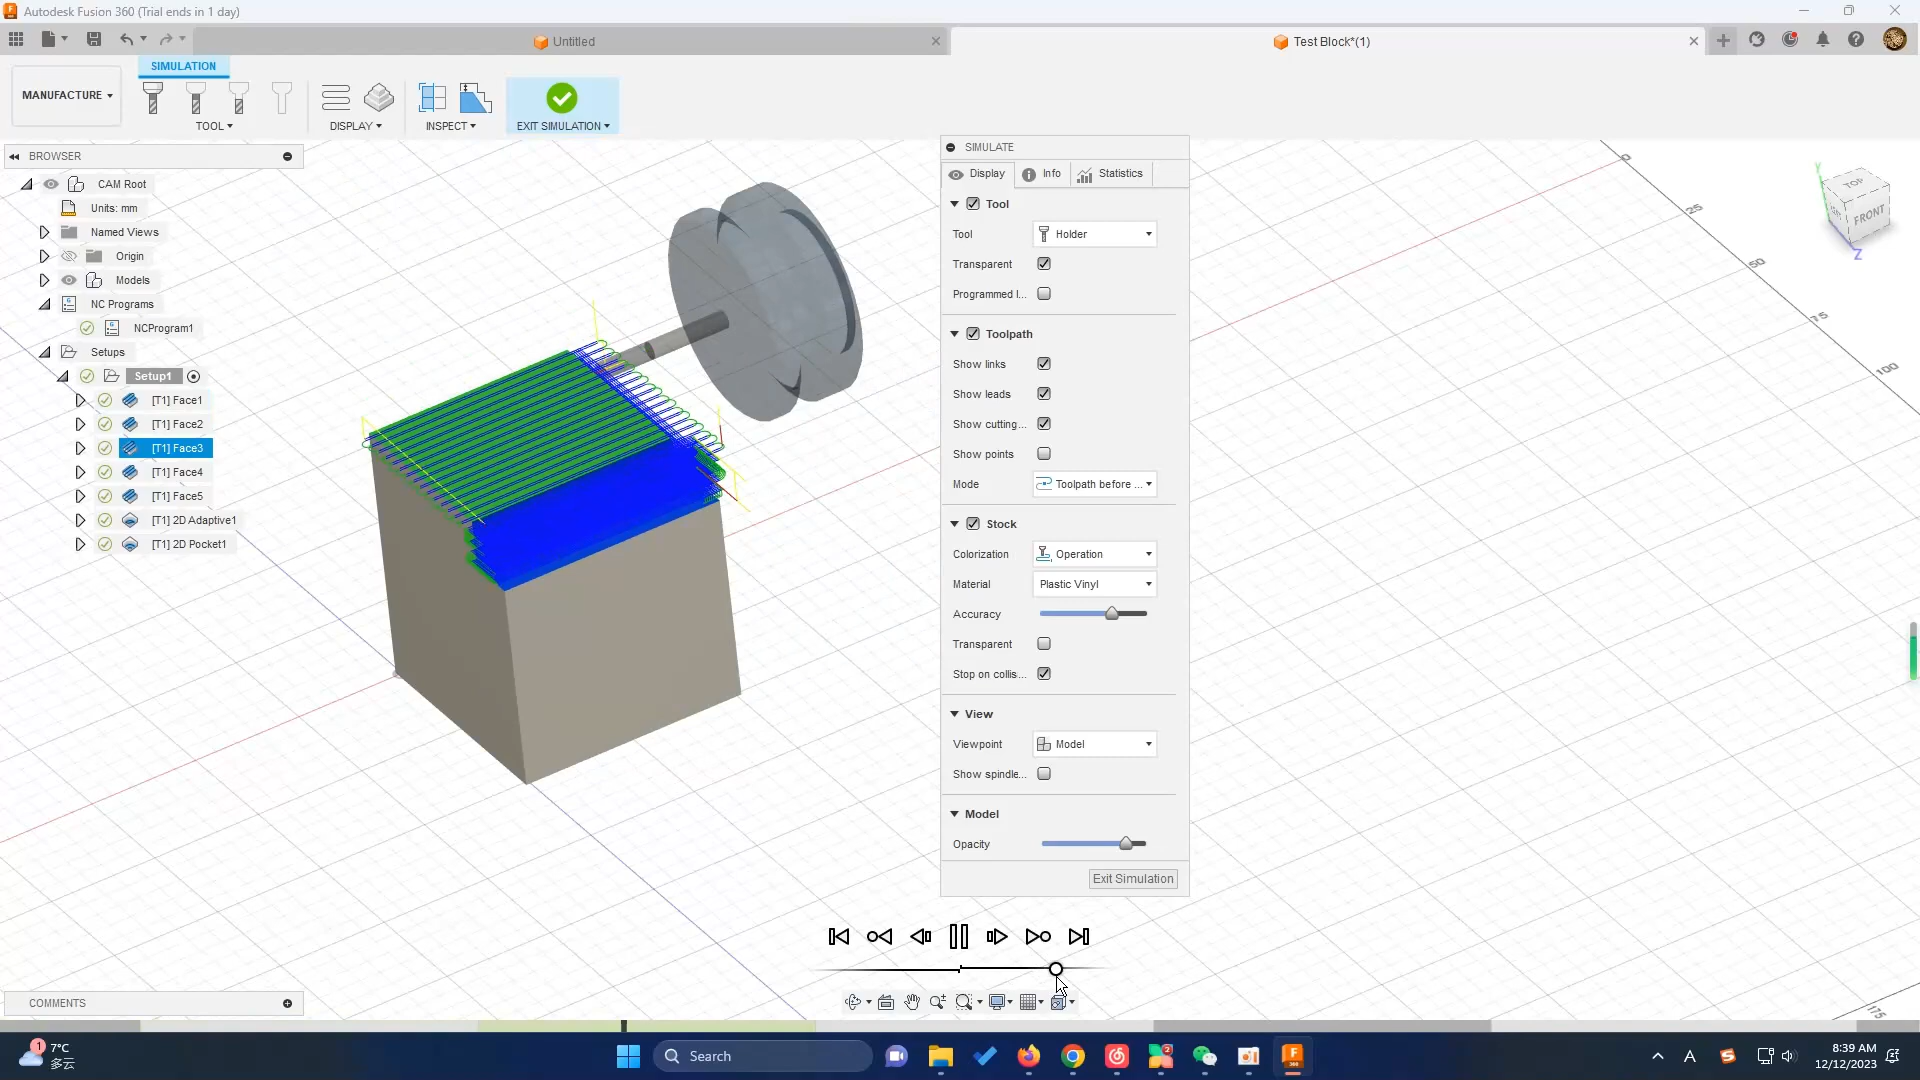 Autodesk Fusion 360 (Trial ends in 1 day)
Untitled
Test Block*(1)
MANUFACTURE
SIMULATION
TOOL
DISPLAY
INSPECT
EXIT SIMULATION
BROWSER
CAM Root
Units: mm
Named Views
Origin
Models
NC Programs
NCProgram1
Setups
Setup1
[T1] Face1
[T1] Face2
[T1] Face3
[T1] Face4
[T1] Face5
[T1] 2D Adaptive1
[T1] 2D Pocket1
SIMULATE
Display
Info
Statistics
Tool
Tool
Holder
Transparent
Programmed l...
Toolpath
Show links
Show leads
Show cutting...
Show points
Mode
Toolpath before ...
Stock
Colorization
Operation
Material
Plastic Vinyl
Accuracy
Transparent
Stop on collis...
View
Viewpoint
Model
Show spindle...
Model
Opacity
Exit Simulation
0
25
50
75
100
175
Y
TOP
FRONT
Z
COMMENTS
1
7°C
多云
Search
2
F
360
A
8:39 AM
12/12/2023